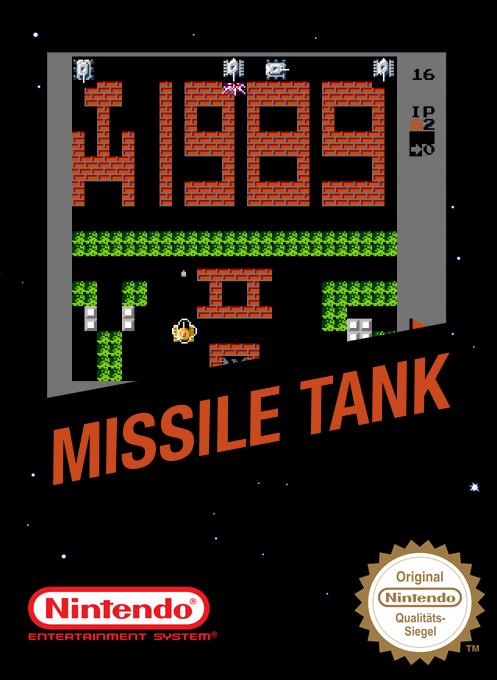 16
IP
2
0
1989
MISSILE TANK
Nintendo®
ENTERTAINMENT SYSTEM®
Original
Nintendo
Qualitäts-
Siegel
TM